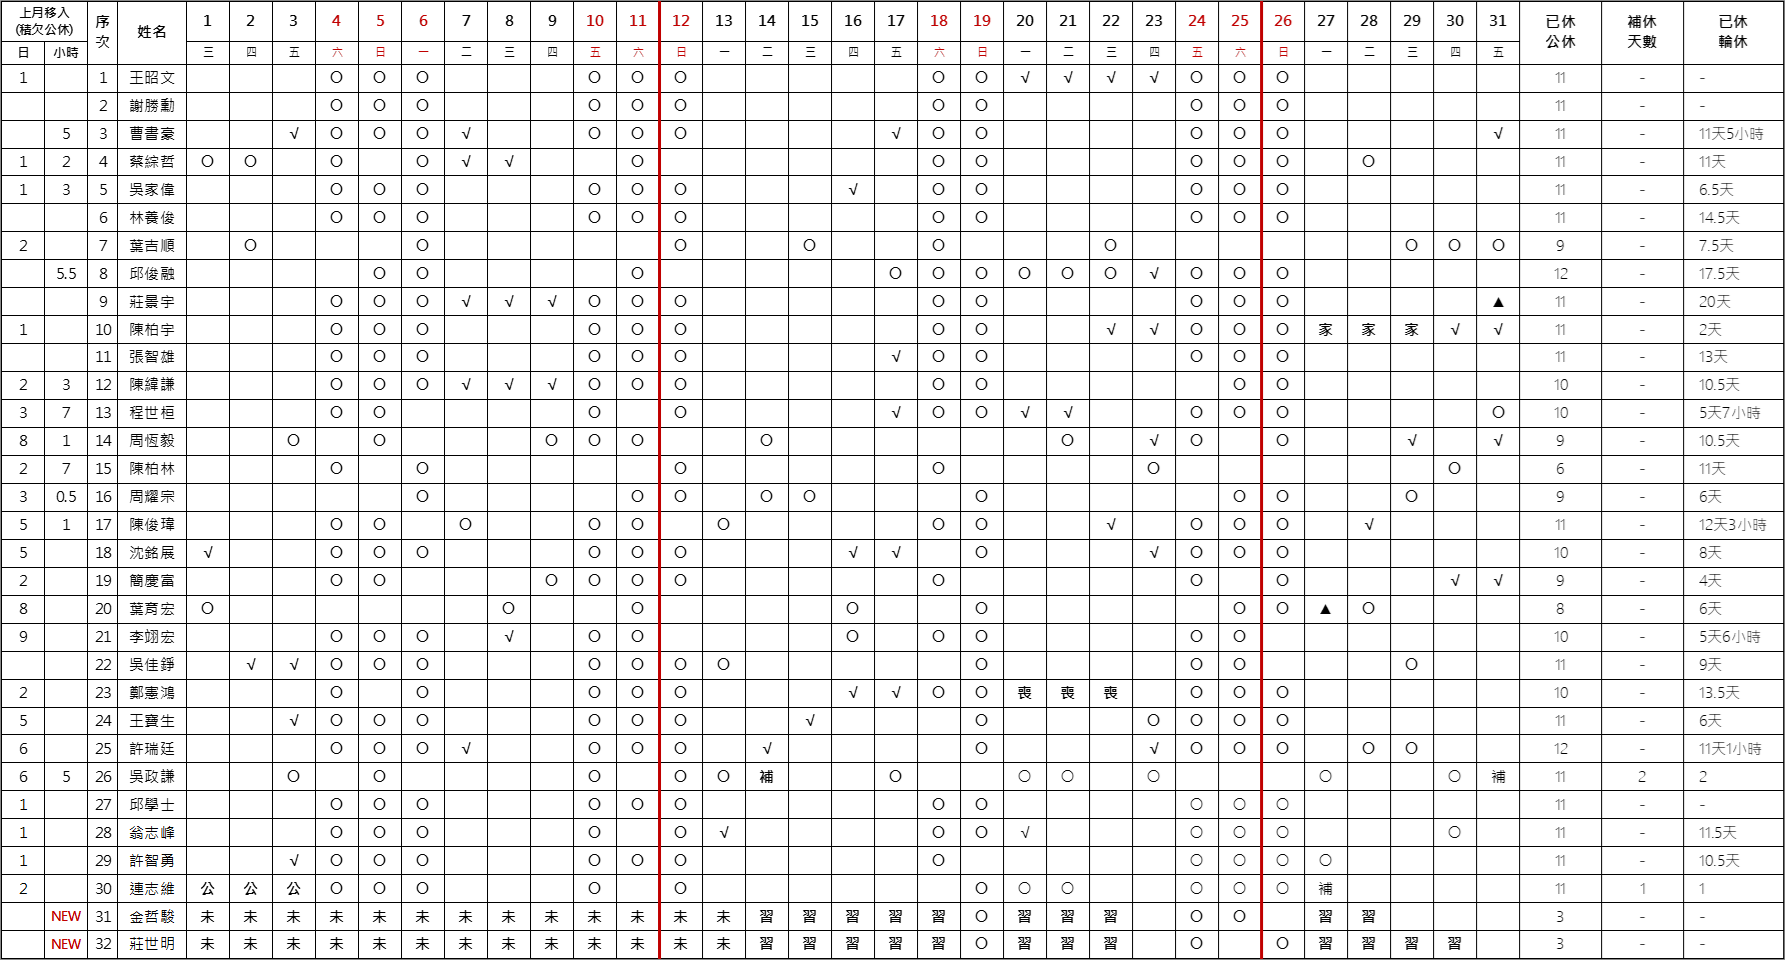 上月移入 (積欠公休) 序次 姓名 1 2 3 4 5 6 7 8 9 10 11 12 13 14 15 16 17 18 19 20 21 22 23 24 25 26 27 28 29 30 31 已休公休 補休天數 已休輪休
日 小時 三 四 五 六 日 一 二 三 四 五 六 日 一 二 三 四 五 六 日 一 二 三 四 五 六 日 一 二 三 四 五
1 1 王昭文 O O O O O O O O √ √ √ √ O O O 11 - -
2 謝勝勳 O O O O O O O O O O O 11 - -
5 3 曹書豪 √ O O O √ O O O √ O O O O O √ 11 - 11天5小時
1 2 4 蔡綜哲 O O O O √ √ O O O O O O O 11 - 11天
1 3 5 吳家偉 O O O O O O √ O O O O O 11 - 6.5天
6 林養俊 O O O O O O O O O O O 11 - 14.5天
2 7 葉吉順 O O O O O O O O O 9 - 7.5天
5.5 8 邱俊融 O O O O O O O O O √ O O O 12 - 17.5天
9 莊景宇 O O O √ √ √ O O O O O O O O ▲ 11 - 20天
1 10 陳柏宇 O O O O O O O O √ √ O O O 家 家 家 √ √ 11 - 2天
11 張智雄 O O O O O O √ O O O O O 11 - 13天
2 3 12 陳緯謙 O O O √ √ √ O O O O O O O 10 - 10.5天
3 7 13 程世桓 O O O O √ O O √ √ O O O O 10 - 5天7小時
8 1 14 周恆毅 O O O O O O O √ O O √ √ 9 - 10.5天
2 7 15 陳柏林 O O O O O O 6 - 11天
3 0.5 16 周耀宗 O O O O O O O O O 9 - 6天
5 1 17 陳俊瑋 O O O O O O O O √ O O O √ 11 - 12天3小時
5 18 沈銘展 √ O O O O O O √ √ O √ O O O 10 - 8天
2 19 簡慶富 O O O O O O O O O √ √ 9 - 4天
8 20 葉育宏 O O O O O O O ▲ O 8 - 6天
9 21 李翊宏 O O O √ O O O O O O O 10 - 5天6小時
22 吳佳錚 √ √ O O O O O O O O O O O 11 - 9天
2 23 鄭憲鴻 O O O O O √ √ O O 喪 喪 喪 O O O 10 - 13.5天
5 24 王寶生 √ O O O O O O √ O O O O O 11 - 6天
6 25 許瑞廷 O O O √ O O O √ O √ O O O O O 12 - 11天1小時
6 5 26 吳政謙 O O O O O 補 O O O O O O 補 11 2 2
1 27 邱學士 O O O O O O O O O O O 11 - -
1 28 翁志峰 O O O O O √ O O √ O O O O 11 - 11.5天
1 29 許智勇 √ O O O O O O O O O O O 11 - 10.5天
2 30 連志維 公 公 公 O O O O O O O O O O O 補 11 1 1
NEW 31 金哲駿 未 未 未 未 未 未 未 未 未 未 未 未 未 習 習 習 習 習 O 習 習 習 O O 習 習 3 - -
NEW 32 莊世明 未 未 未 未 未 未 未 未 未 未 未 未 未 習 習 習 習 習 O 習 習 習 O O 習 習 習 習 3 - -